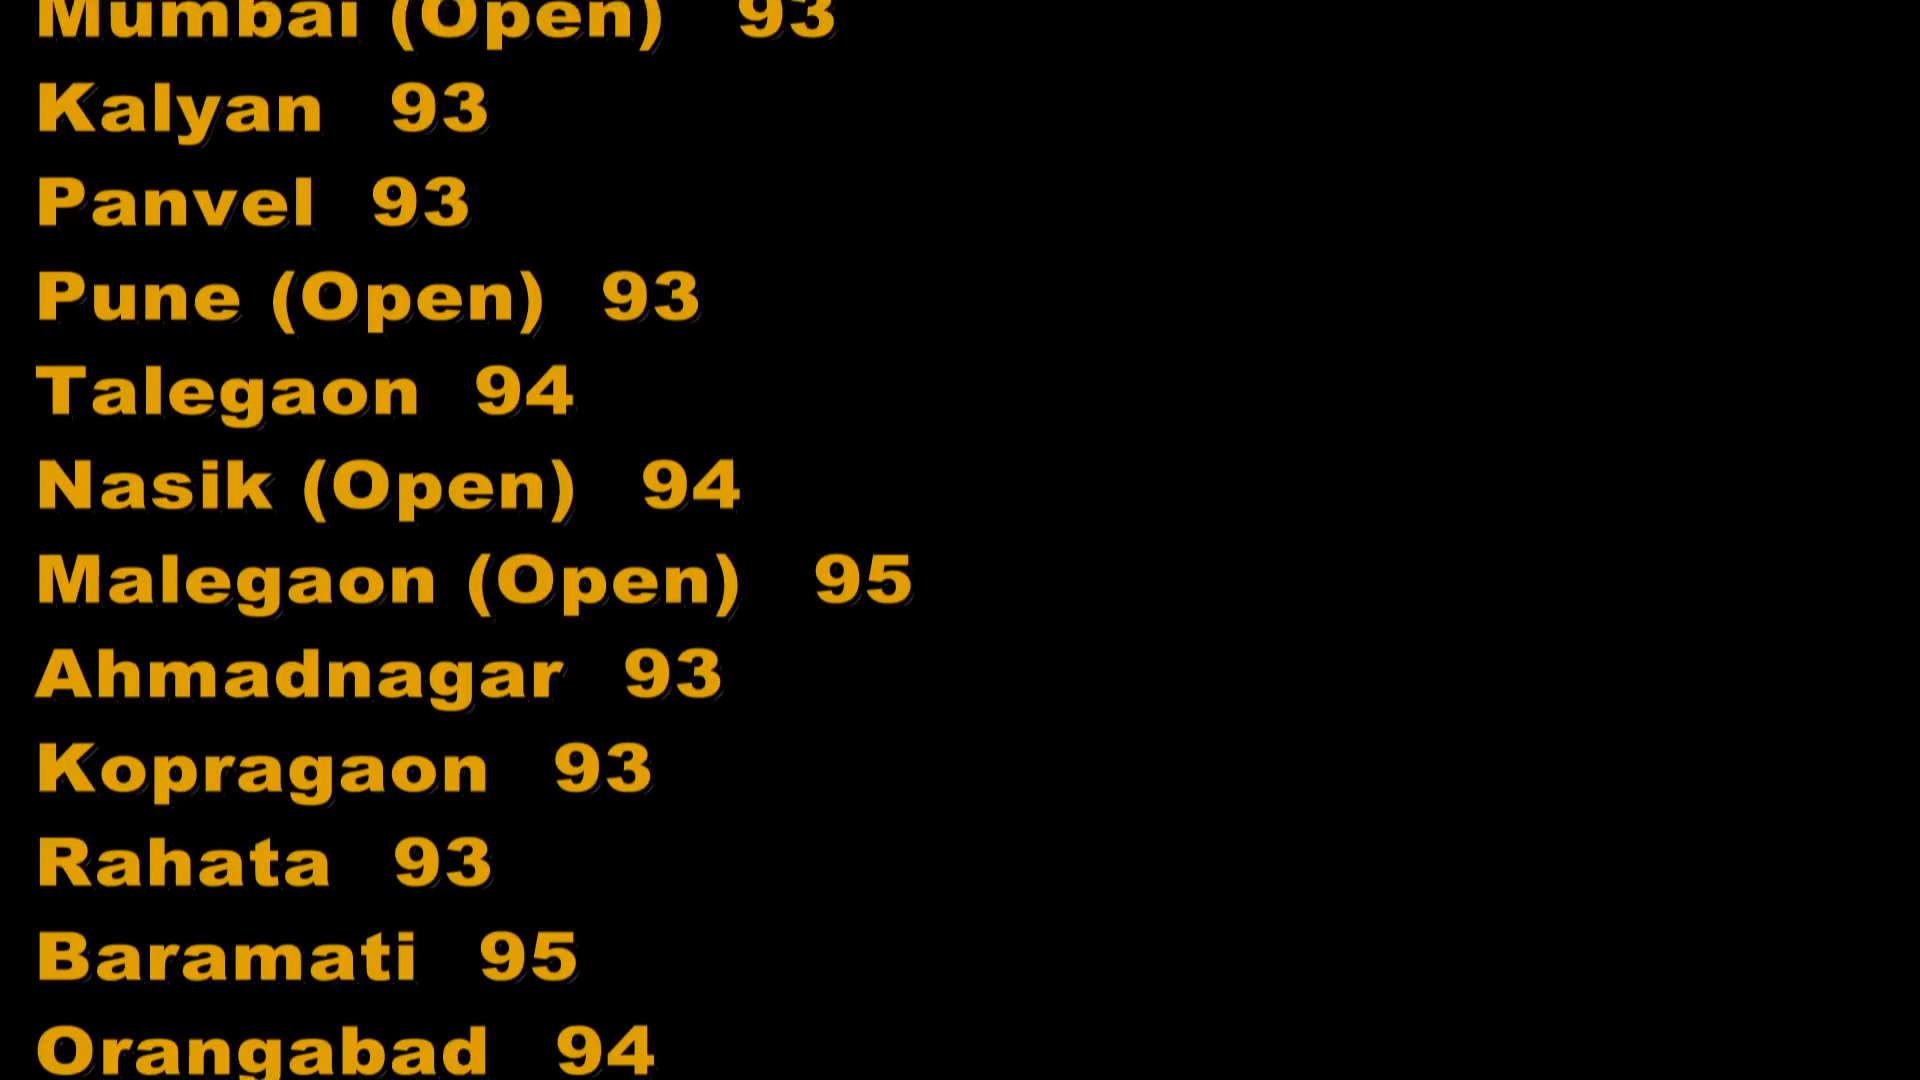 Mumbai (Open) 93
Kalyan 93
Panvel 93
Pune (Open) 93
Talegaon 94
Nasik (Open) 94
Malegaon (Open) 95
Ahmadnagar 93
Kopragaon 93
Rahata 93
Baramati 95
Orangabad 94